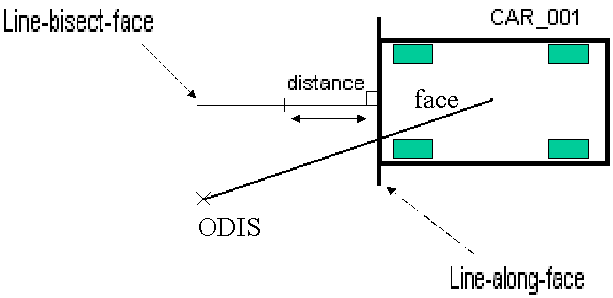 Line-bisect-face
CAR_001
distance
face
ODIS
Line-along-face